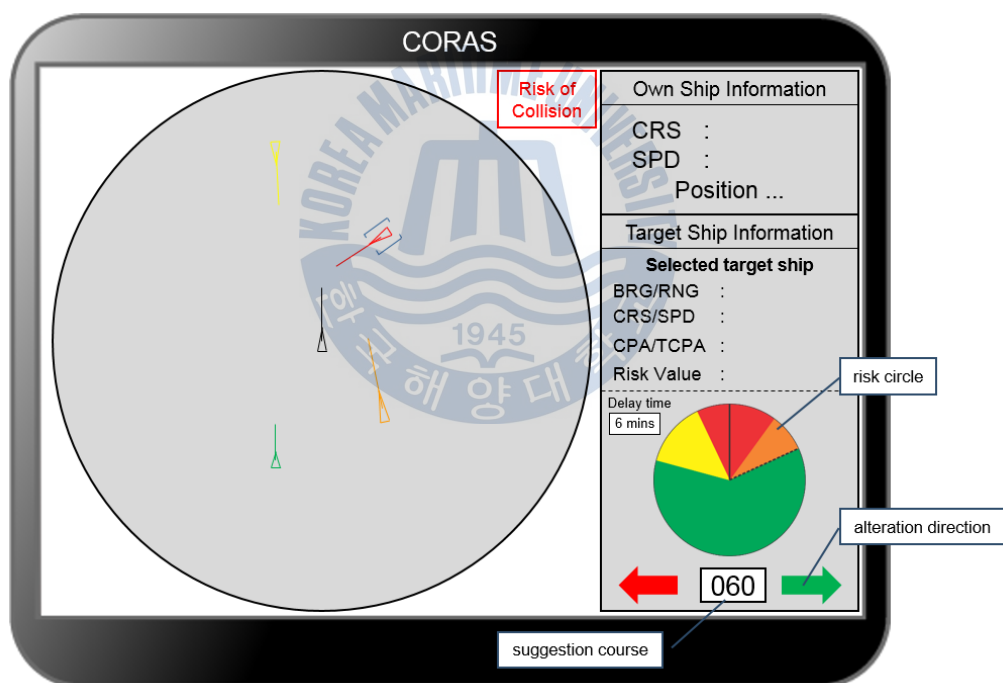 CORAS
Risk of
Collision
Own Ship Information
CRS :
SPD :
Position ...
Target Ship Information
Selected target ship
BRG/RNG :
CRS/SPD :
CPA/TCPA :
Risk Value :
Delay time
6 mins
060
risk circle
alteration direction
suggestion course
KOREA MARITIME UNIVERSITY
1945
한국해양대학